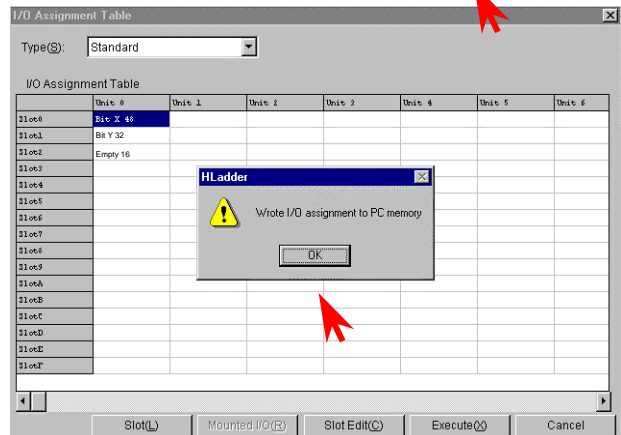 I/O Assignment Table
Type(S): Standard
I/O Assignment Table
Unit 0 Unit 1 Unit 2 Unit 3 Unit 4 Unit 5 Unit 6
Slot0 Bit X 48
Slot1 Bit Y 32
Slot2 Empty 16
Slot3
Slot4
Slot5
Slot6
Slot7
Slot8
Slot9
SlotA
SlotB
SlotC
SlotD
SlotE
SlotF
HLadder
Wrote I/O assignment to PC memory
OK
Slot(L) Mounted I/O(R) Slot Edit(C) Execute(X) Cancel